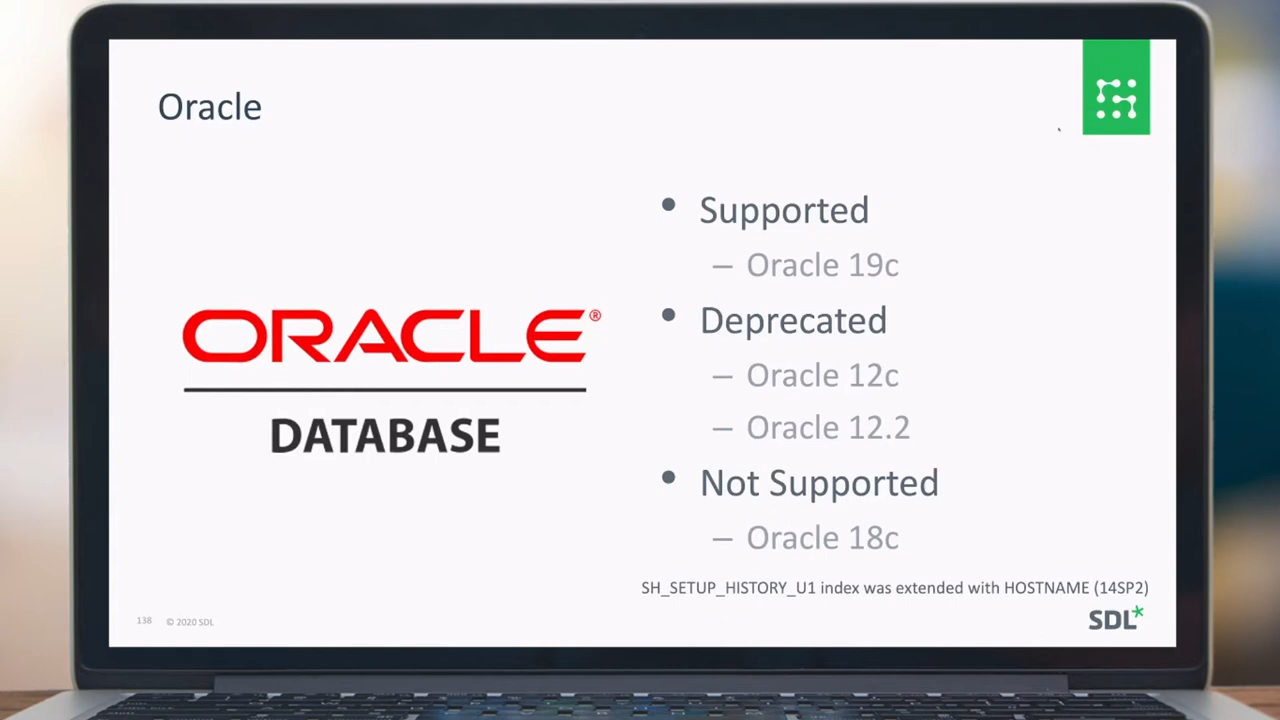 Oracle
ORACLE®
DATABASE
• Supported
– Oracle 19c
• Deprecated
– Oracle 12c
– Oracle 12.2
• Not Supported
– Oracle 18c
SH_SETUP_HISTORY_U1 index was extended with HOSTNAME (14SP2)
138 © 2020 SDL
SDL*